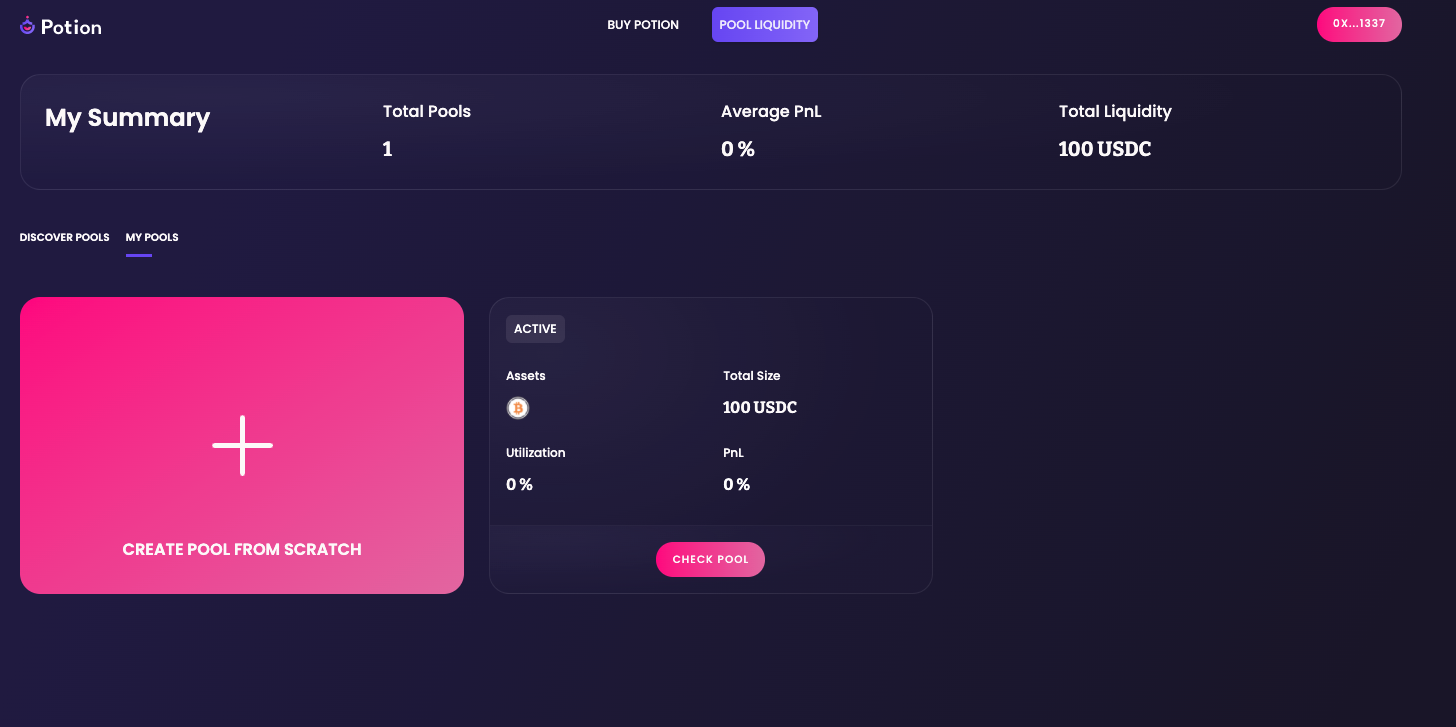 Potion
BUY POTION
POOL LIQUIDITY
0X...1337
My Summary
Total Pools
1
Average PnL
0 %
Total Liquidity
100 USDC
DISCOVER POOLS
MY POOLS
CREATE POOL FROM SCRATCH
ACTIVE
Assets
Total Size
100 USDC
Utilization
PnL
0 %
0 %
CHECK POOL